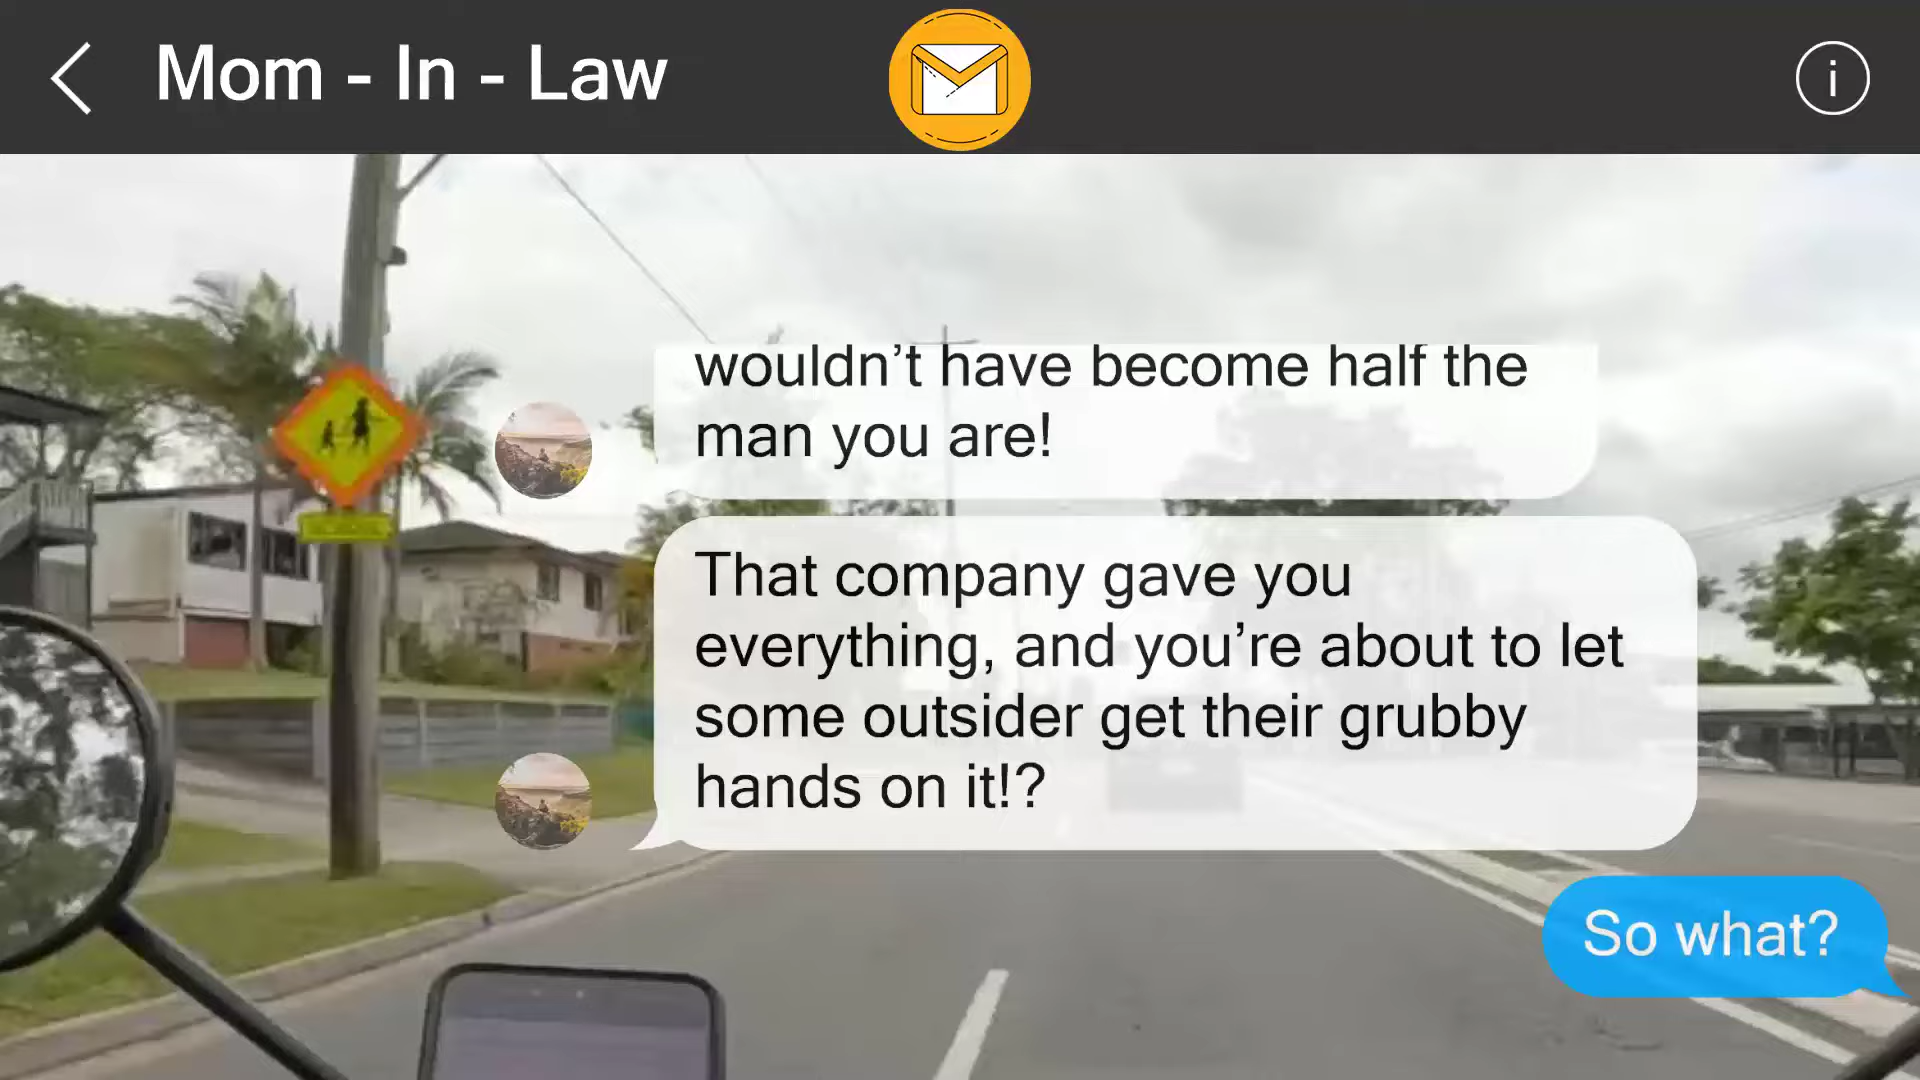 Mom - In - Law
i
wouldn’t have become half the
man you are!
That company gave you
everything, and you’re about to let
some outsider get their grubby
hands on it!?
So what?